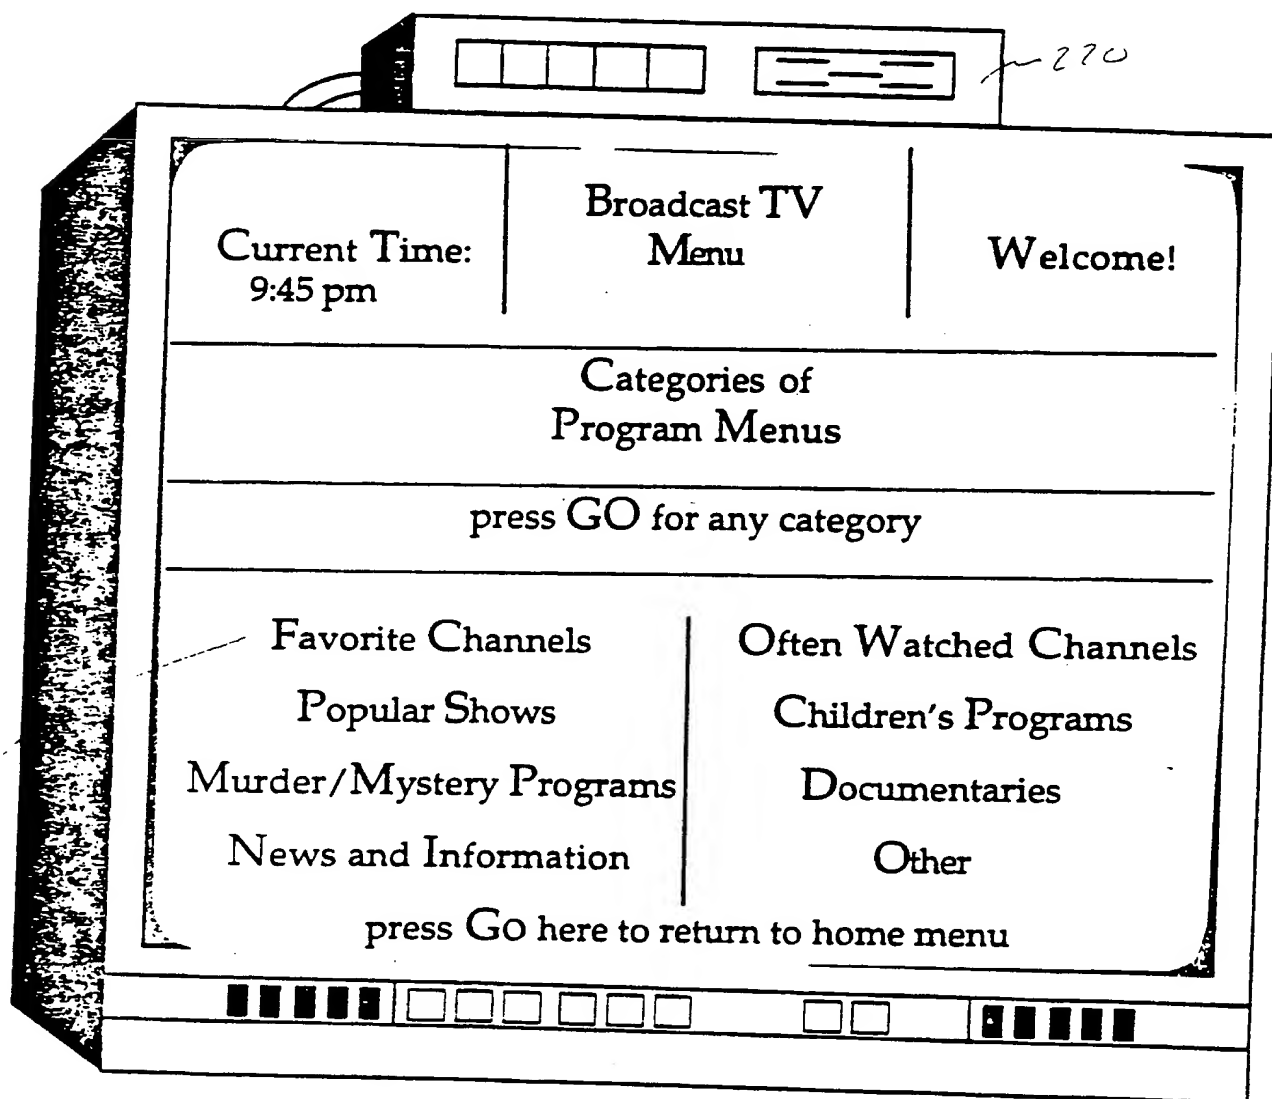 220
Current Time:
9:45 pm
Broadcast TV
Menu
Welcome!
Categories of
Program Menus
press GO for any category
Favorite Channels
Often Watched Channels
Popular Shows
Children's Programs
Murder/Mystery Programs
Documentaries
News and Information
Other
press Go here to return to home menu